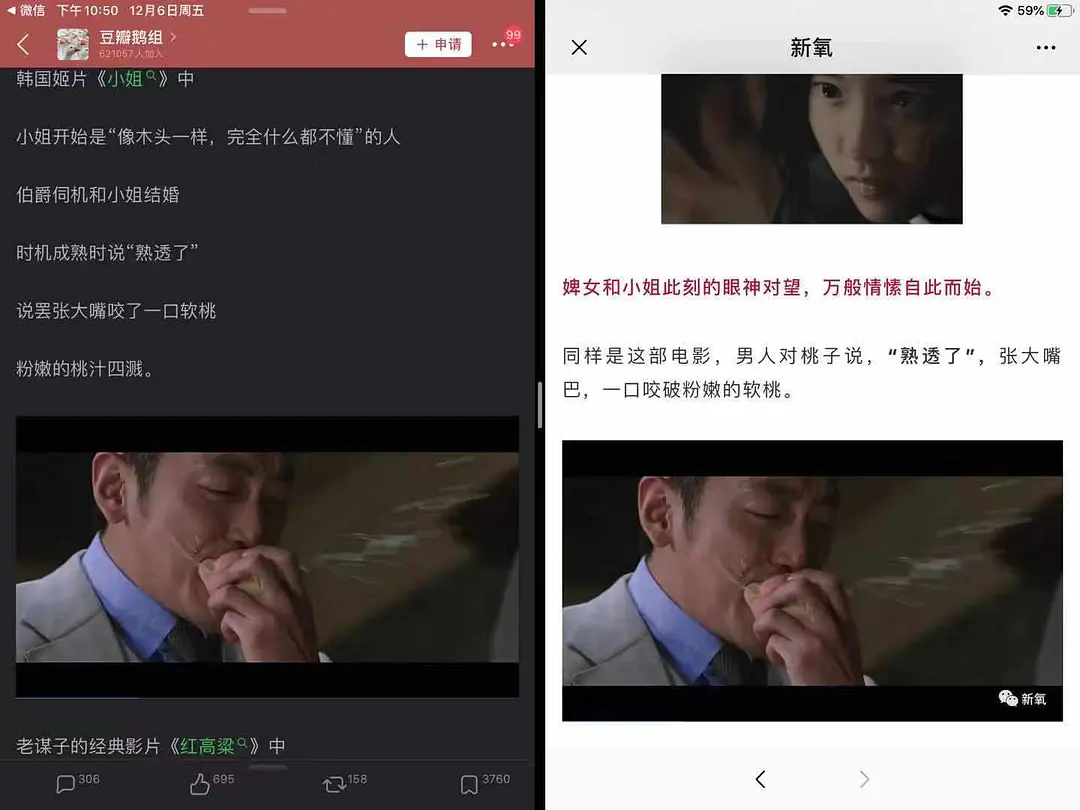 微信 下午10:50 12月6日周五
豆瓣鹅组
621057人加入
+ 申请
99
韩国姬片《小姐》中
小姐开始是“像木头一样，完全什么都不懂”的人
伯爵伺机和小姐结婚
时机成熟时说“熟透了”
说罢张大嘴咬了一口软桃
粉嫩的桃汁四溅。
老谋子的经典影片《红高粱》中
306 695 158 3760
59%
新氧
婢女和小姐此刻的眼神对望，万般情愫自此而始。
同样是这部电影，男人对桃子说，“熟透了”，张大嘴
巴，一口咬破粉嫩的软桃。
新氧